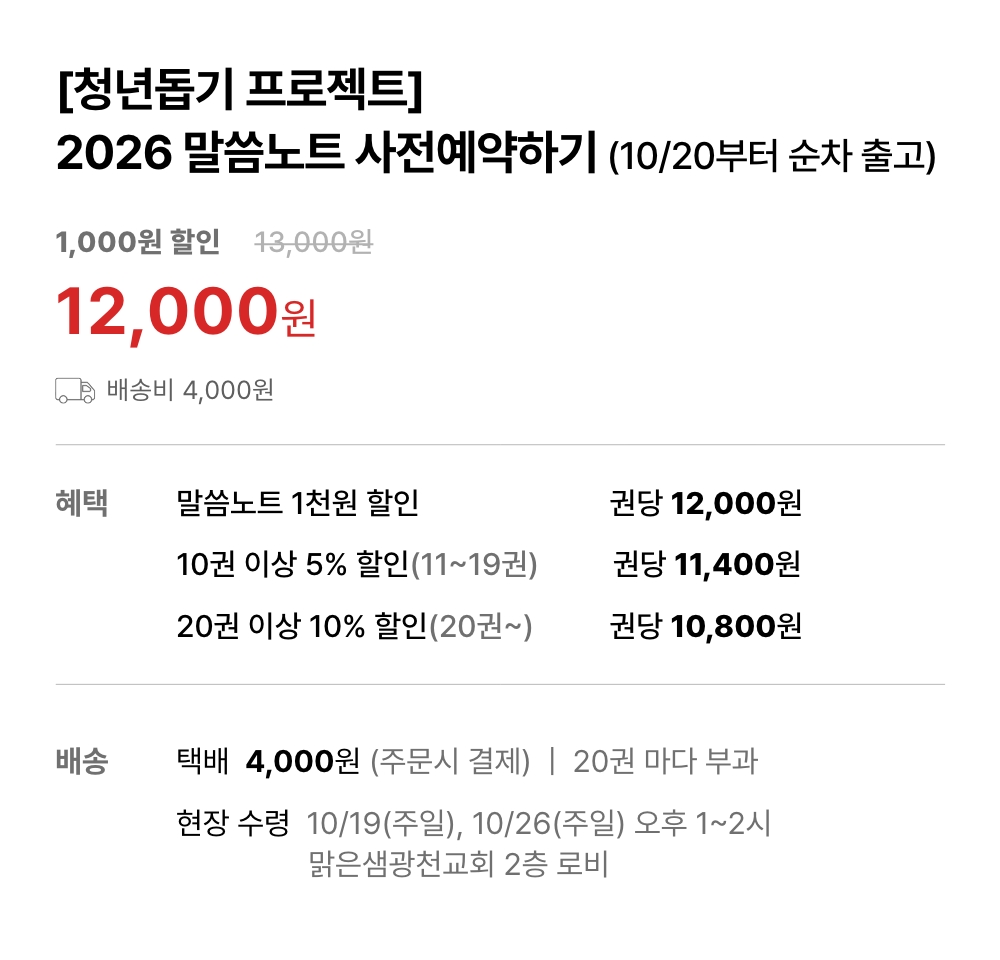 [청년돕기 프로젝트]
2026 말씀노트 사전예약하기 (10/20부터 순차 출고)
1,000원 할인 13,000원
12,000원
배송비 4,000원
혜택 말씀노트 1천원 할인 권당 12,000원
10권 이상 5% 할인(11~19권) 권당 11,400원
20권 이상 10% 할인(20권~) 권당 10,800원
배송 택배 4,000원 (주문시 결제) | 20권 마다 부과
현장 수령 10/19(주일), 10/26(주일) 오후 1~2시
맑은샘광천교회 2층 로비